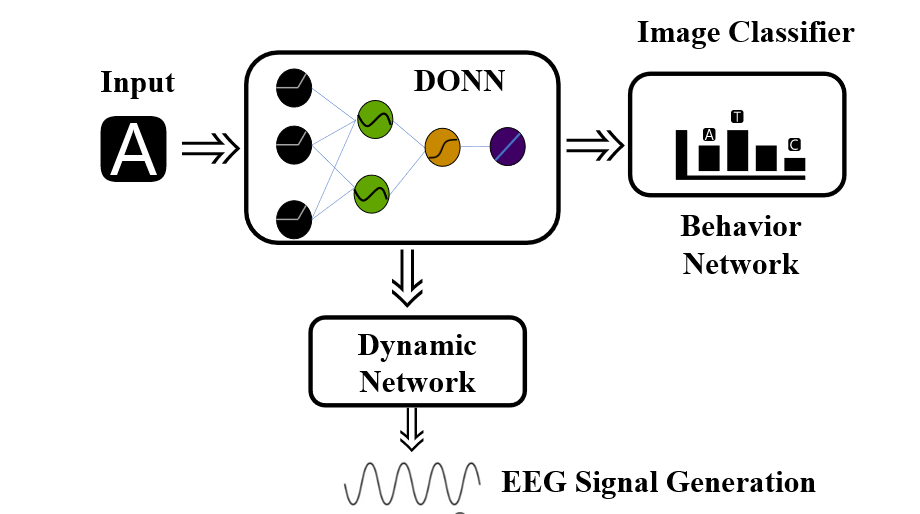 Image Classifier
Input
A
DONN
A
T
C
Behavior
Network
Dynamic
Network
EEG Signal Generation